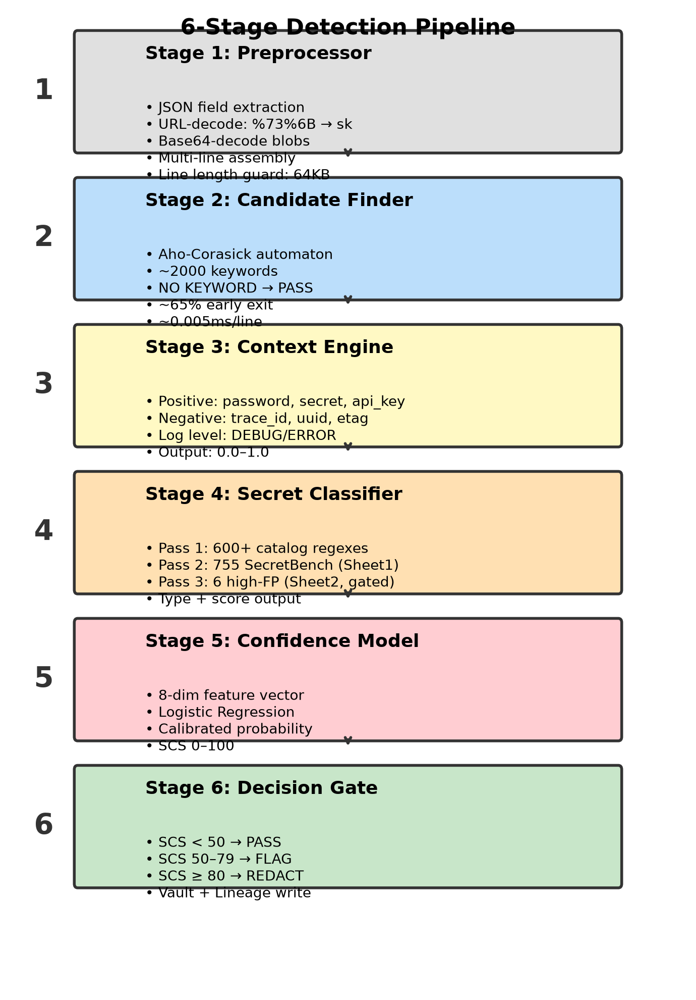 6-Stage Detection Pipeline
1
Stage 1: Preprocessor
• JSON field extraction
• URL-decode: %73%6B → sk
• Base64-decode blobs
• Multi-line assembly
• Line length guard: 64KB
2
Stage 2: Candidate Finder
• Aho-Corasick automaton
• ~2000 keywords
• NO KEYWORD → PASS
• ~65% early exit
• ~0.005ms/line
3
Stage 3: Context Engine
• Positive: password, secret, api_key
• Negative: trace_id, uuid, etag
• Log level: DEBUG/ERROR
• Output: 0.0–1.0
4
Stage 4: Secret Classifier
• Pass 1: 600+ catalog regexes
• Pass 2: 755 SecretBench (Sheet1)
• Pass 3: 6 high-FP (Sheet2, gated)
• Type + score output
5
Stage 5: Confidence Model
• 8-dim feature vector
• Logistic Regression
• Calibrated probability
• SCS 0–100
6
Stage 6: Decision Gate
• SCS < 50 → PASS
• SCS 50–79 → FLAG
• SCS ≥ 80 → REDACT
• Vault + Lineage write